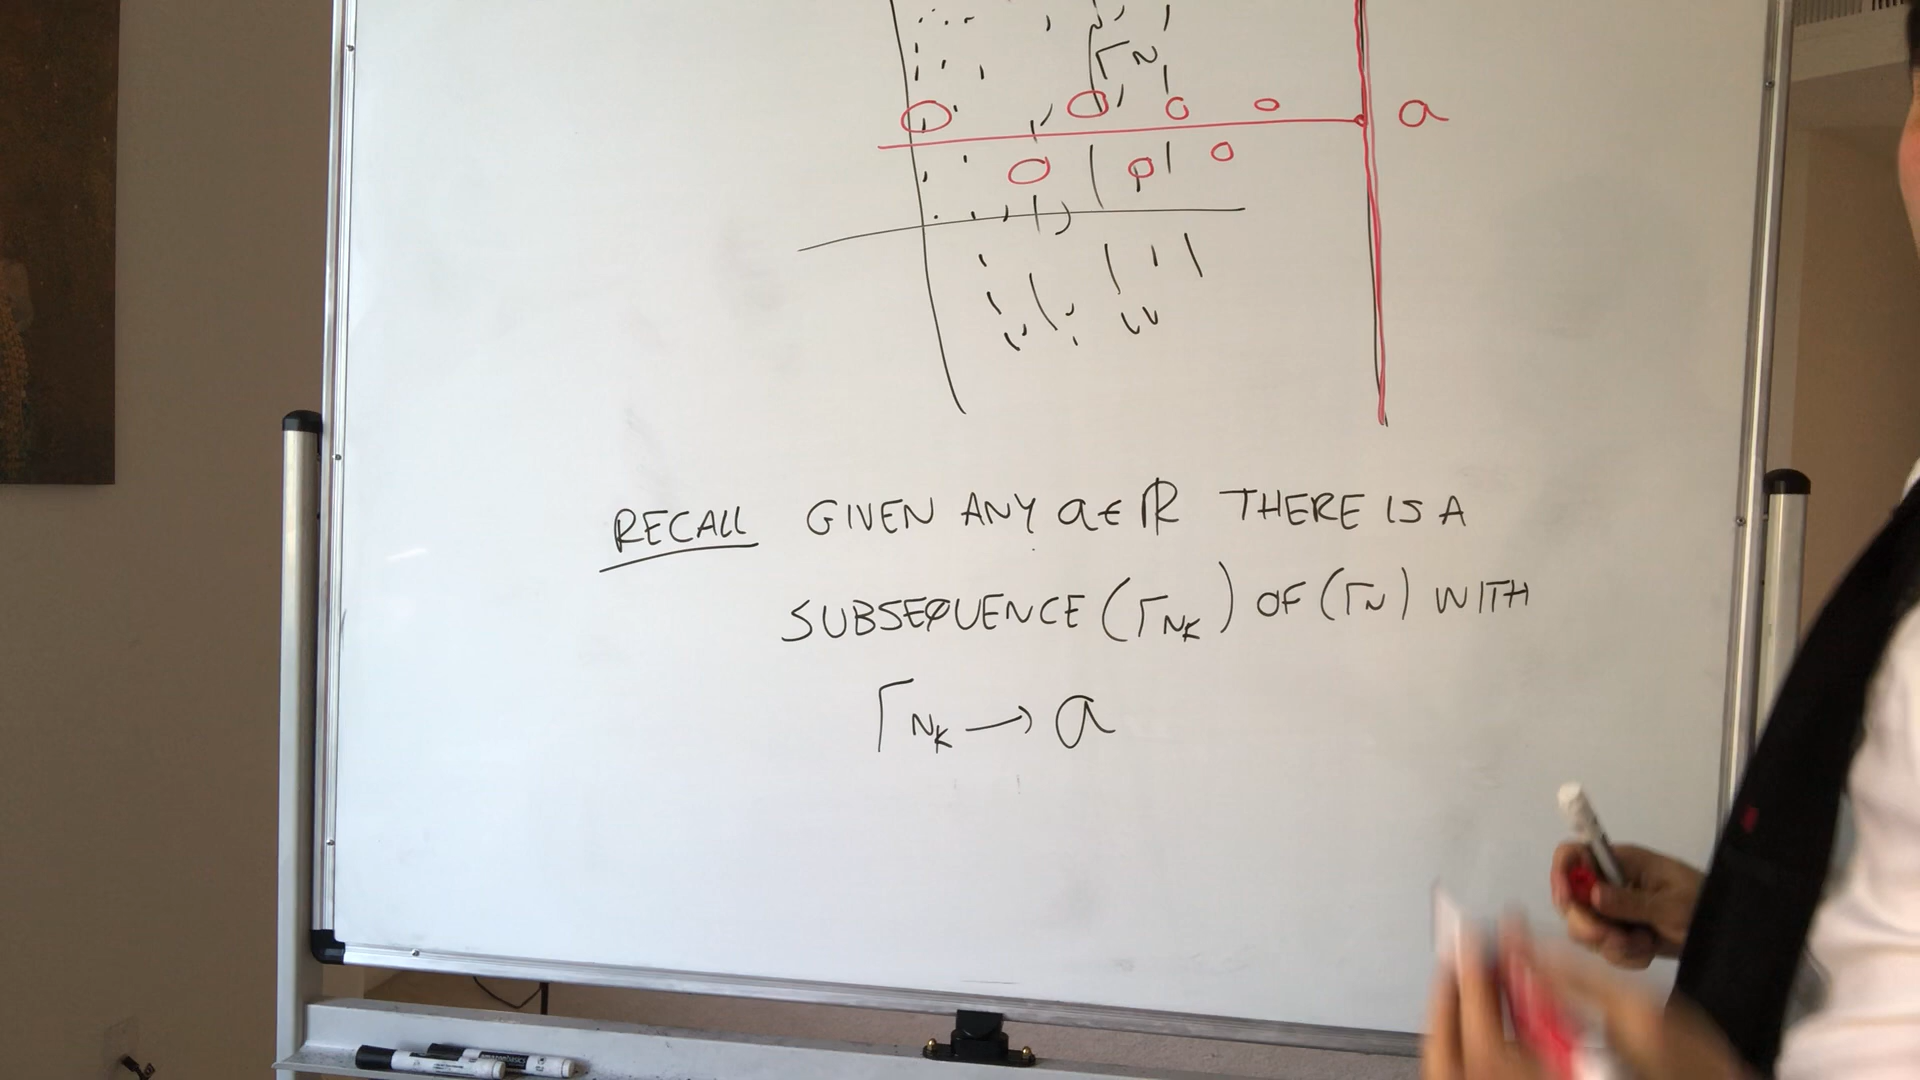 rN
a
RECALL GIVEN ANY a ∈ ℝ THERE IS A
SUBSEQUENCE (rNK) OF (rN) WITH
rNK → a